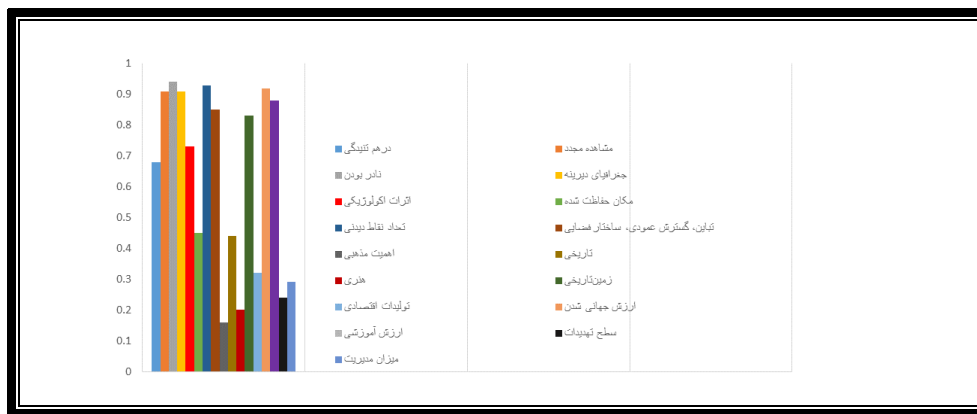 1
0.9
0.8
0.7
0.6
0.5
0.4
0.3
0.2
0.1
0
درهم تنیدگی
مشاهده مجدد
نادر بودن
جغرافیای دیرینه
اثرات اکولوژیکی
مکان حفاظت شده
تعداد نقاط دیدنی
تباین، گسترش عمودی، ساختار فضایی
اهمیت مذهبی
تاریخی
هنری
زمین‌تاریخی
تولیدات اقتصادی
ارزش جهانی شدن
ارزش آموزشی
سطح تهدیدات
میزان مدیریت